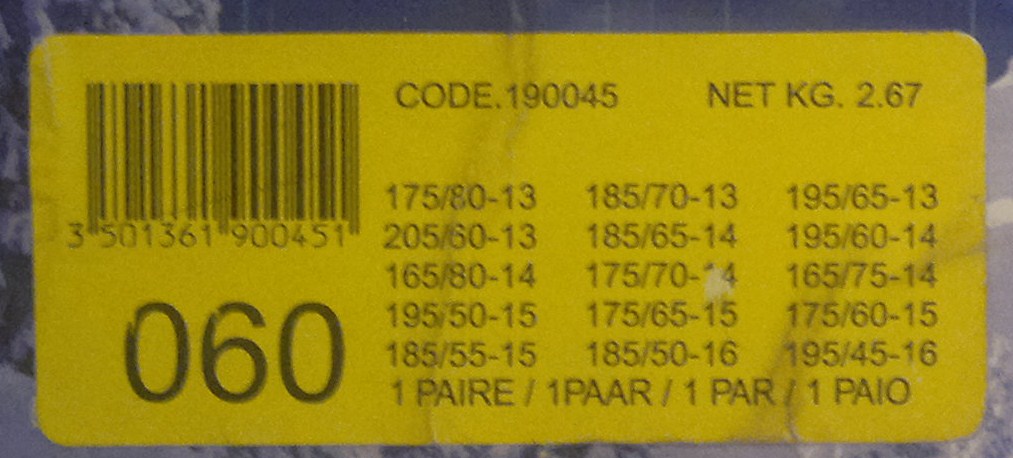 CODE.190045 NET KG. 2.67
3 501361 900451
060
175/80-13 185/70-13 195/65-13
205/60-13 185/65-14 195/60-14
165/80-14 175/70-14 165/75-14
195/50-15 175/65-15 175/60-15
185/55-15 185/50-16 195/45-16
1 PAIRE / 1PAAR / 1 PAR / 1 PAIO